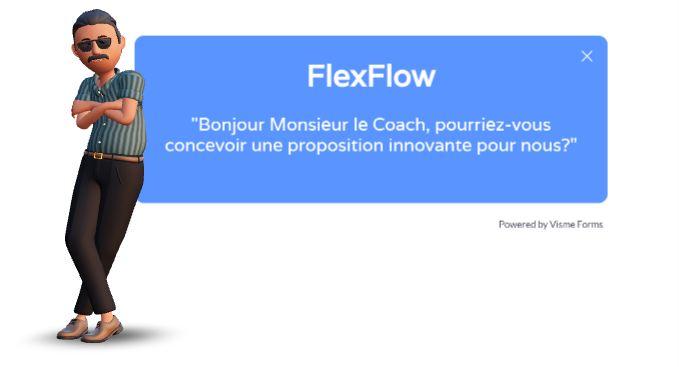 FlexFlow
"Bonjour Monsieur le Coach, pourriez-vous
concevoir une proposition innovante pour nous?"
Powered by Visme Forms